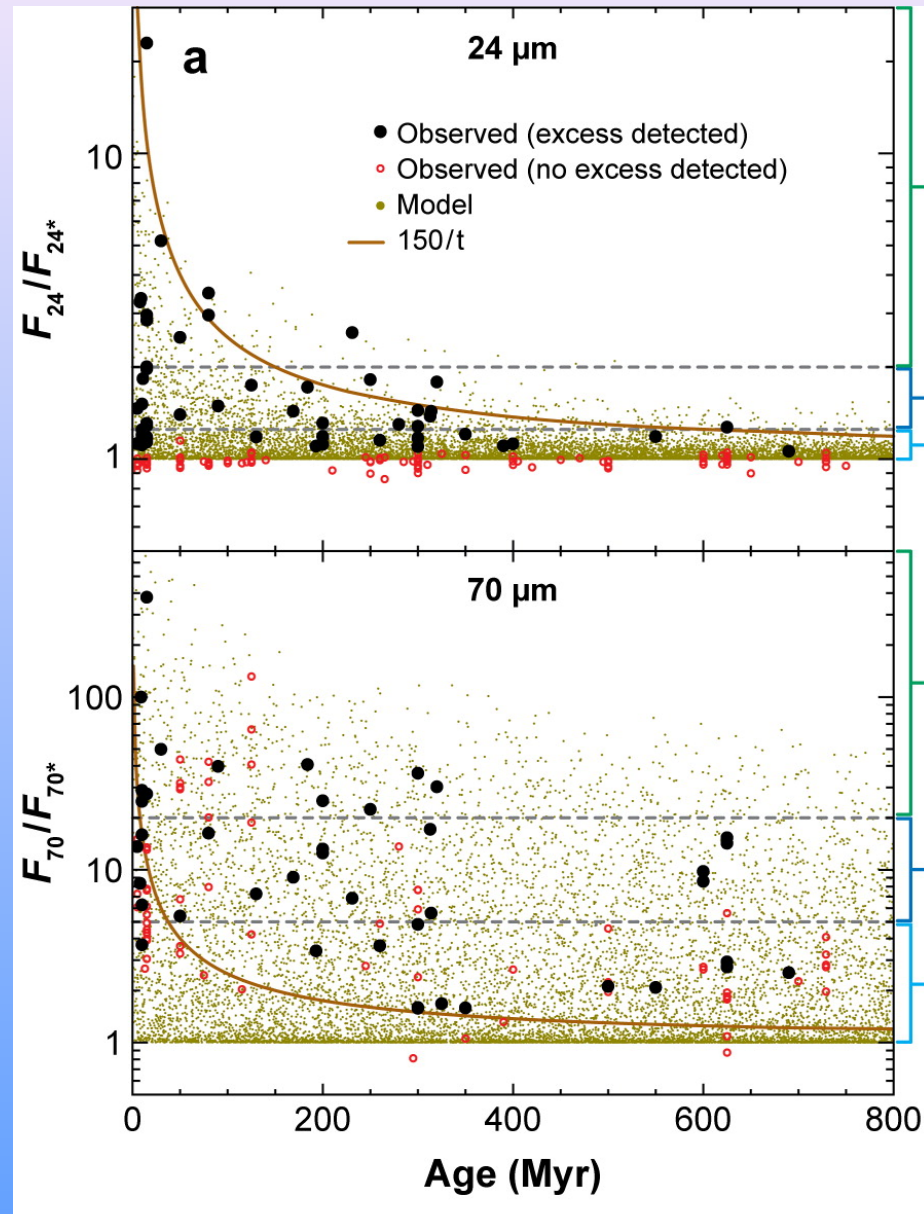 a
24 µm
Observed (excess detected)
Observed (no excess detected)
Model
150/t
10
1
F24/F24*
70 µm
100
10
1
F70/F70*
0 200 400 600 800
Age (Myr)